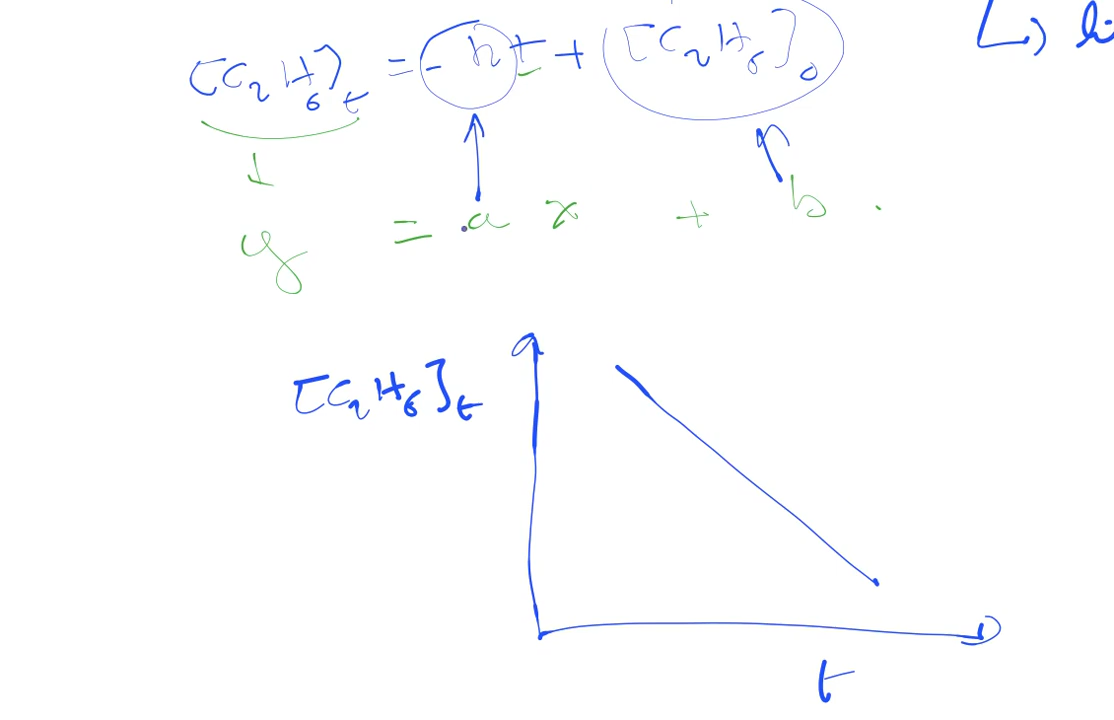 [C₂H₆]ₜ = - kt + [C₂H₆]₀
y = a x + b .
[C₂H₆]ₜ
t